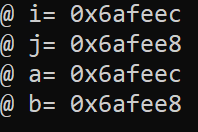 @ i= 0x6afeec
@ j= 0x6afee8
@ a= 0x6afeec
@ b= 0x6afee8